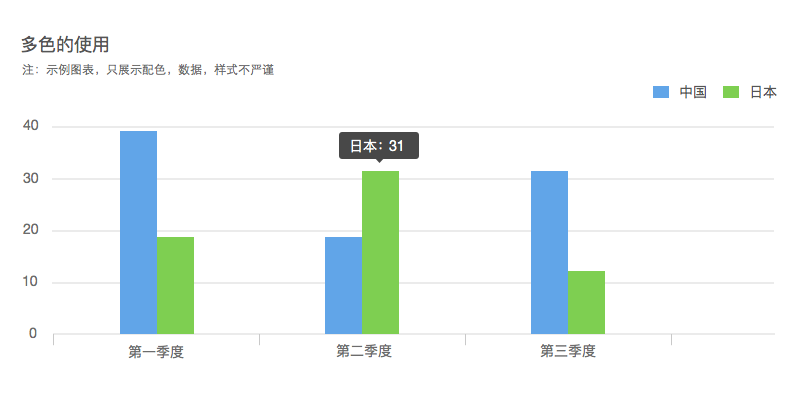 多色的使用
注：示例图表，只展示配色，数据，样式不严谨
中国 日本
40
日本：31
30
20
10
0
第一季度 第二季度 第三季度